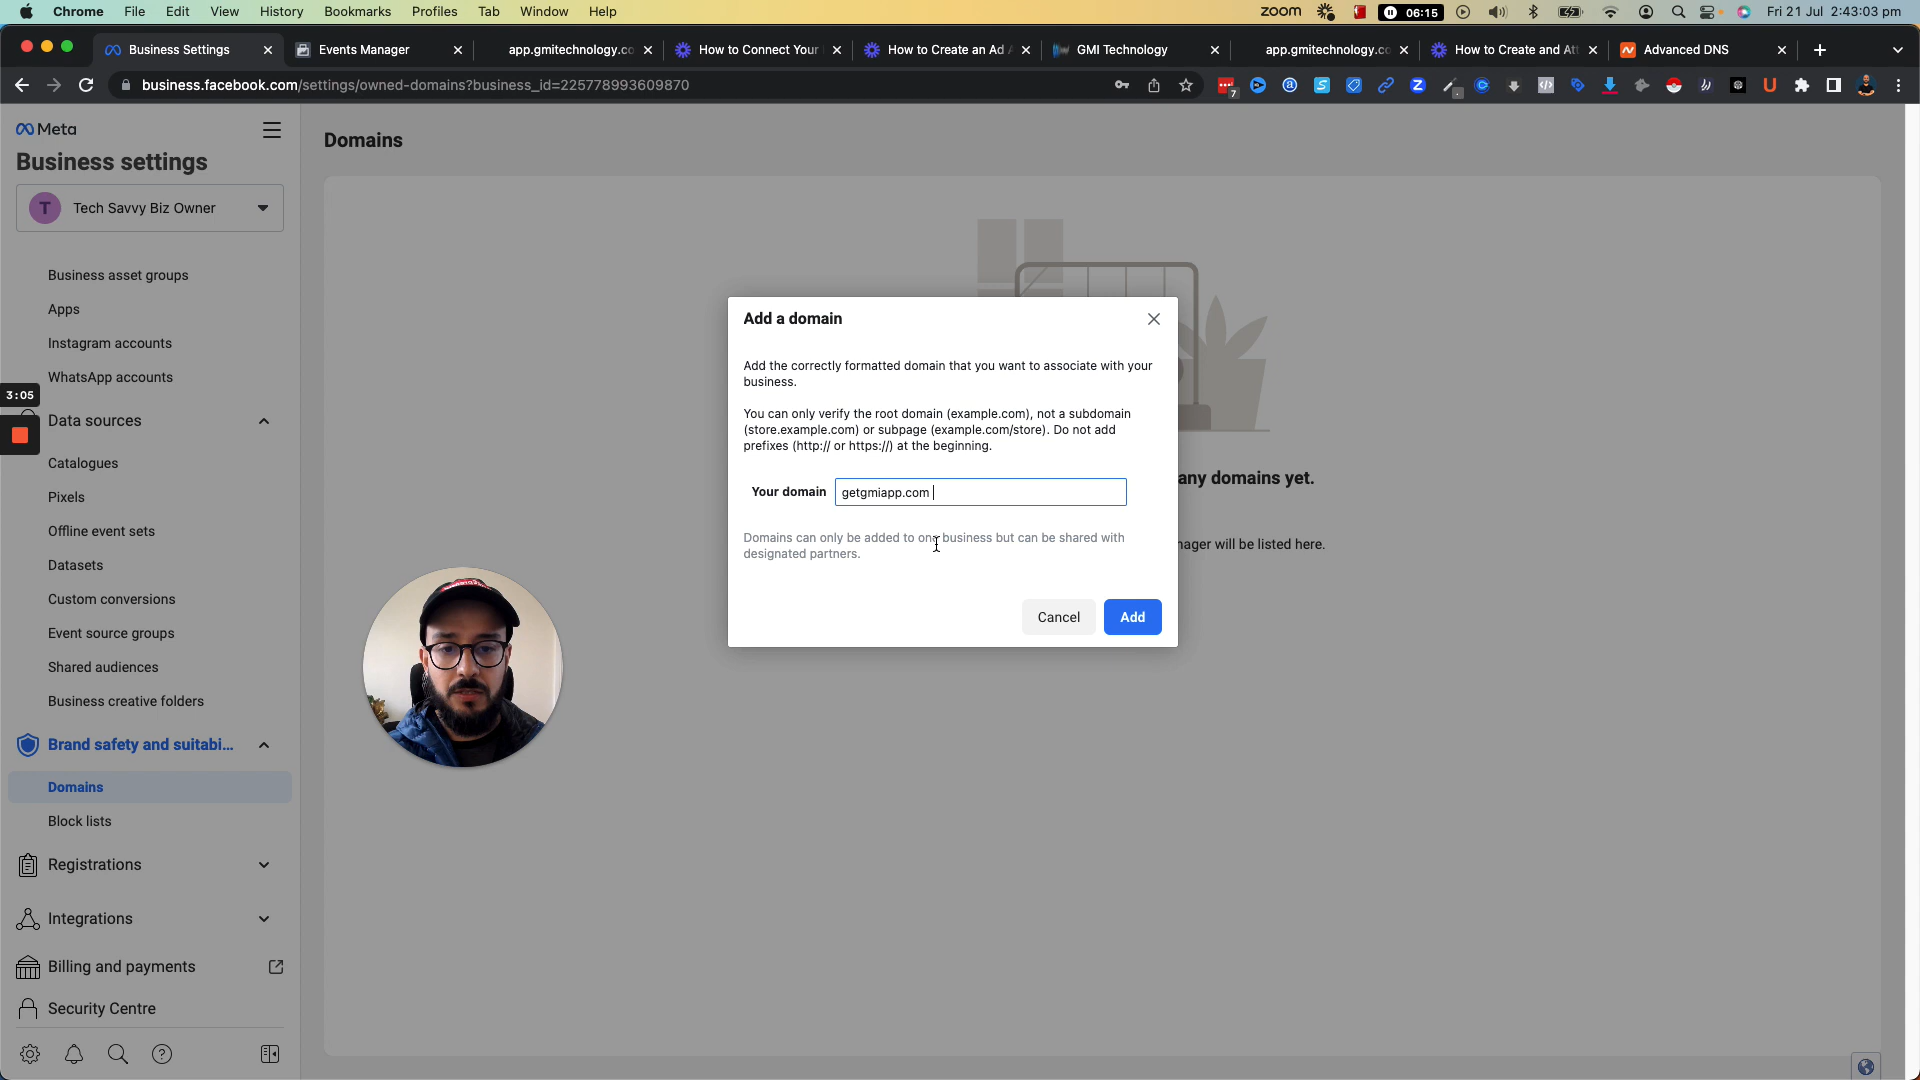 Chrome File Edit View History Bookmarks Profiles Tab Window Help
zoom 06:15 Fri 21 Jul 2:43:03 pm
Business Settings
Events Manager
app.gmitechnology.co
How to Connect Your
How to Create an Ad A
GMI Technology
app.gmitechnology.co
How to Create and Att
Advanced DNS
business.facebook.com/settings/owned-domains?business_id=225778993609870
7
Meta
Business settings
T Tech Savvy Biz Owner
Business asset groups
Apps
Instagram accounts
WhatsApp accounts
3:05
Data sources
Catalogues
Pixels
Offline event sets
Datasets
Custom conversions
Event source groups
Shared audiences
Business creative folders
Brand safety and suitabi...
Domains
Block lists
Registrations
Integrations
Billing and payments
Security Centre
Domains
any domains yet.
nager will be listed here.
Add a domain
Add the correctly formatted domain that you want to associate with your
business.
You can only verify the root domain (example.com), not a subdomain
(store.example.com) or subpage (example.com/store). Do not add
prefixes (http:// or https://) at the beginning.
Your domain getgmiapp.com
Domains can only be added to one business but can be shared with
designated partners.
Cancel Add